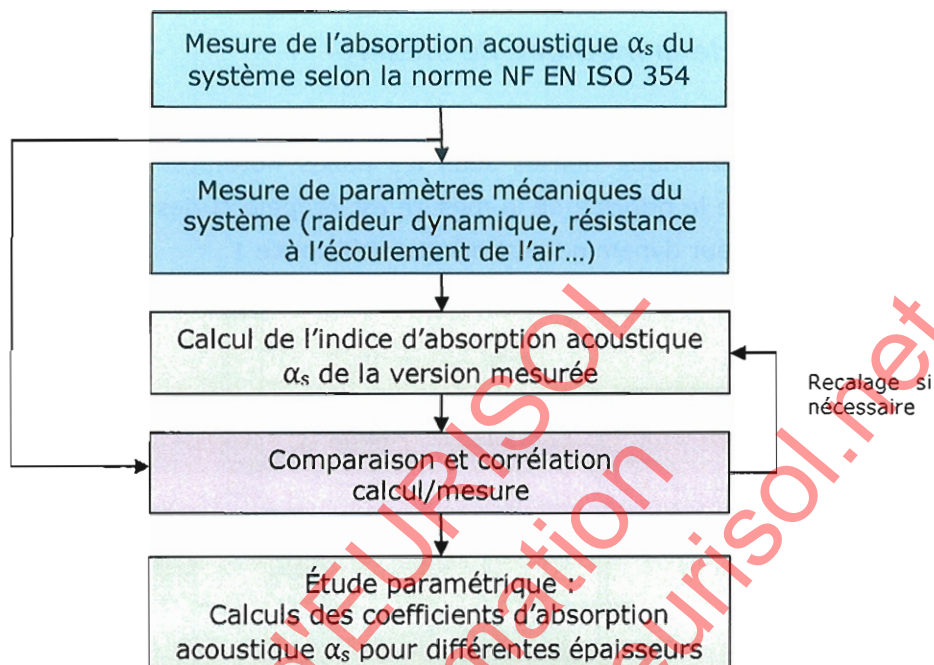 Mesure de l'absorption acoustique αs du
système selon la norme NF EN ISO 354
Mesure de paramètres mécaniques du
système (raideur dynamique, résistance
à l'écoulement de l'air…)
Calcul de l'indice d'absorption acoustique
αs de la version mesurée
Recalage si
nécessaire
Comparaison et corrélation
calcul/mesure
Étude paramétrique :
Calculs des coefficients d'absorption
acoustique αs pour différentes épaisseurs
d'EURISOL